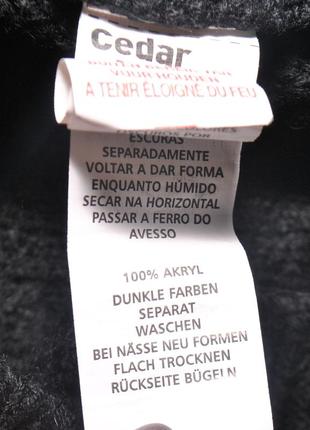 Cedar
A TENIR ÉLOIGNÉ DU FEU
ESCURAS
SEPARADAMENTE
VOLTAR A DAR FORMA
ENQUANTO HÚMIDO
SECAR NA HORIZONTAL
PASSAR A FERRO DO
AVESSO
100% AKRYL
DUNKLE FARBEN
SEPARAT
WASCHEN
BEI NÄSSE NEU FORMEN
FLACH TROCKNEN
RÜCKSEITE BÜGELN